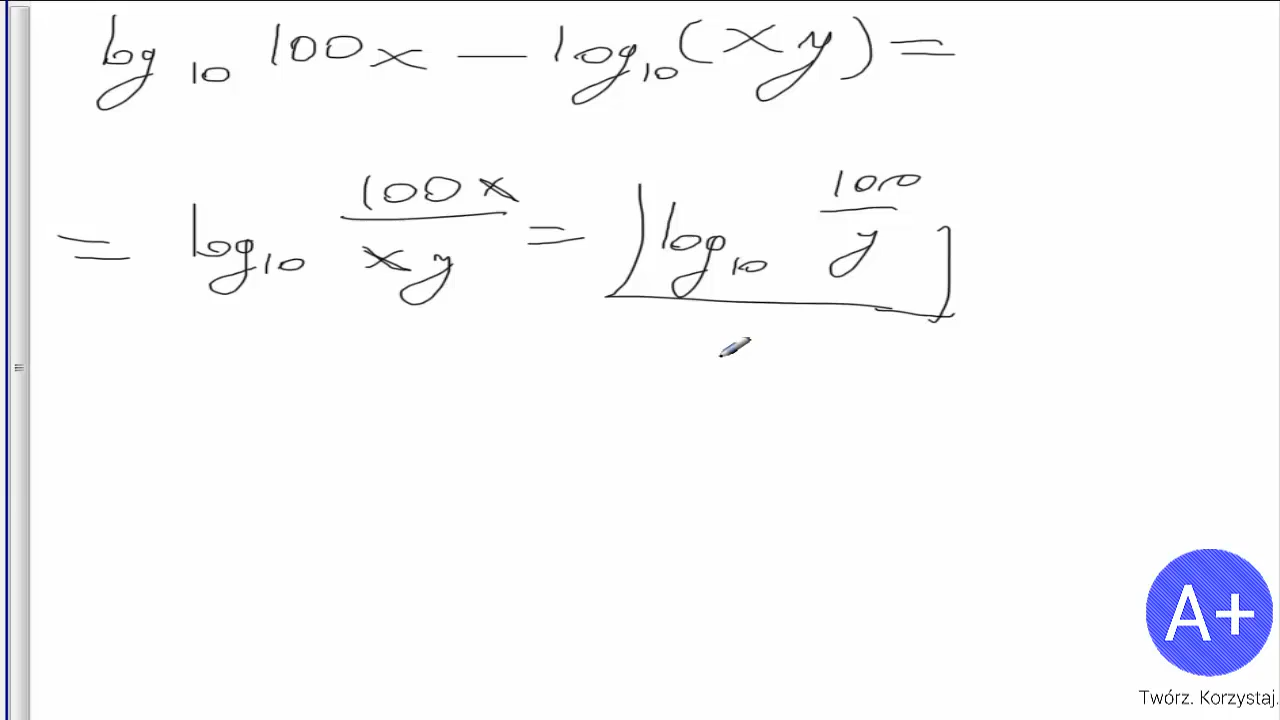 log₁₀ 100x — log₁₀(xy) =
= log₁₀ 100x/xy = log₁₀ 100/y
A+
Twórz. Korzystaj.